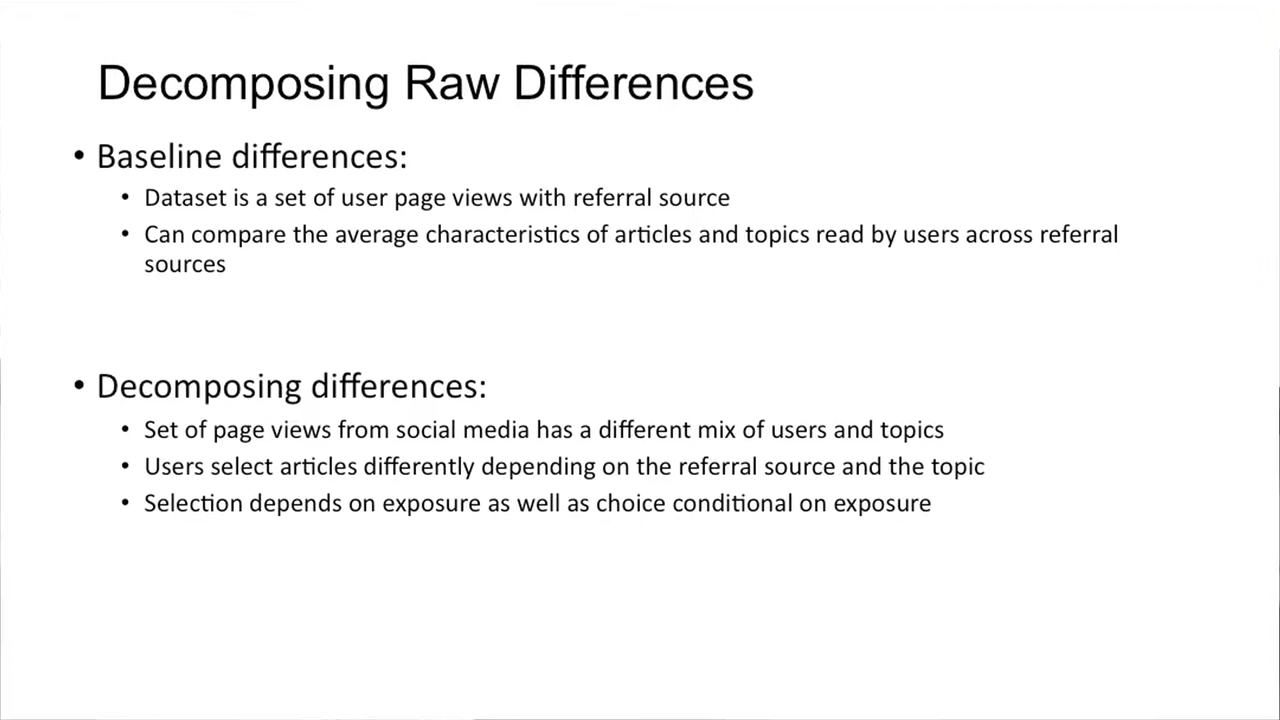 Decomposing Raw Differences
• Baseline differences:
• Dataset is a set of user page views with referral source
• Can compare the average characteristics of articles and topics read by users across referral
sources
• Decomposing differences:
• Set of page views from social media has a different mix of users and topics
• Users select articles differently depending on the referral source and the topic
• Selection depends on exposure as well as choice conditional on exposure